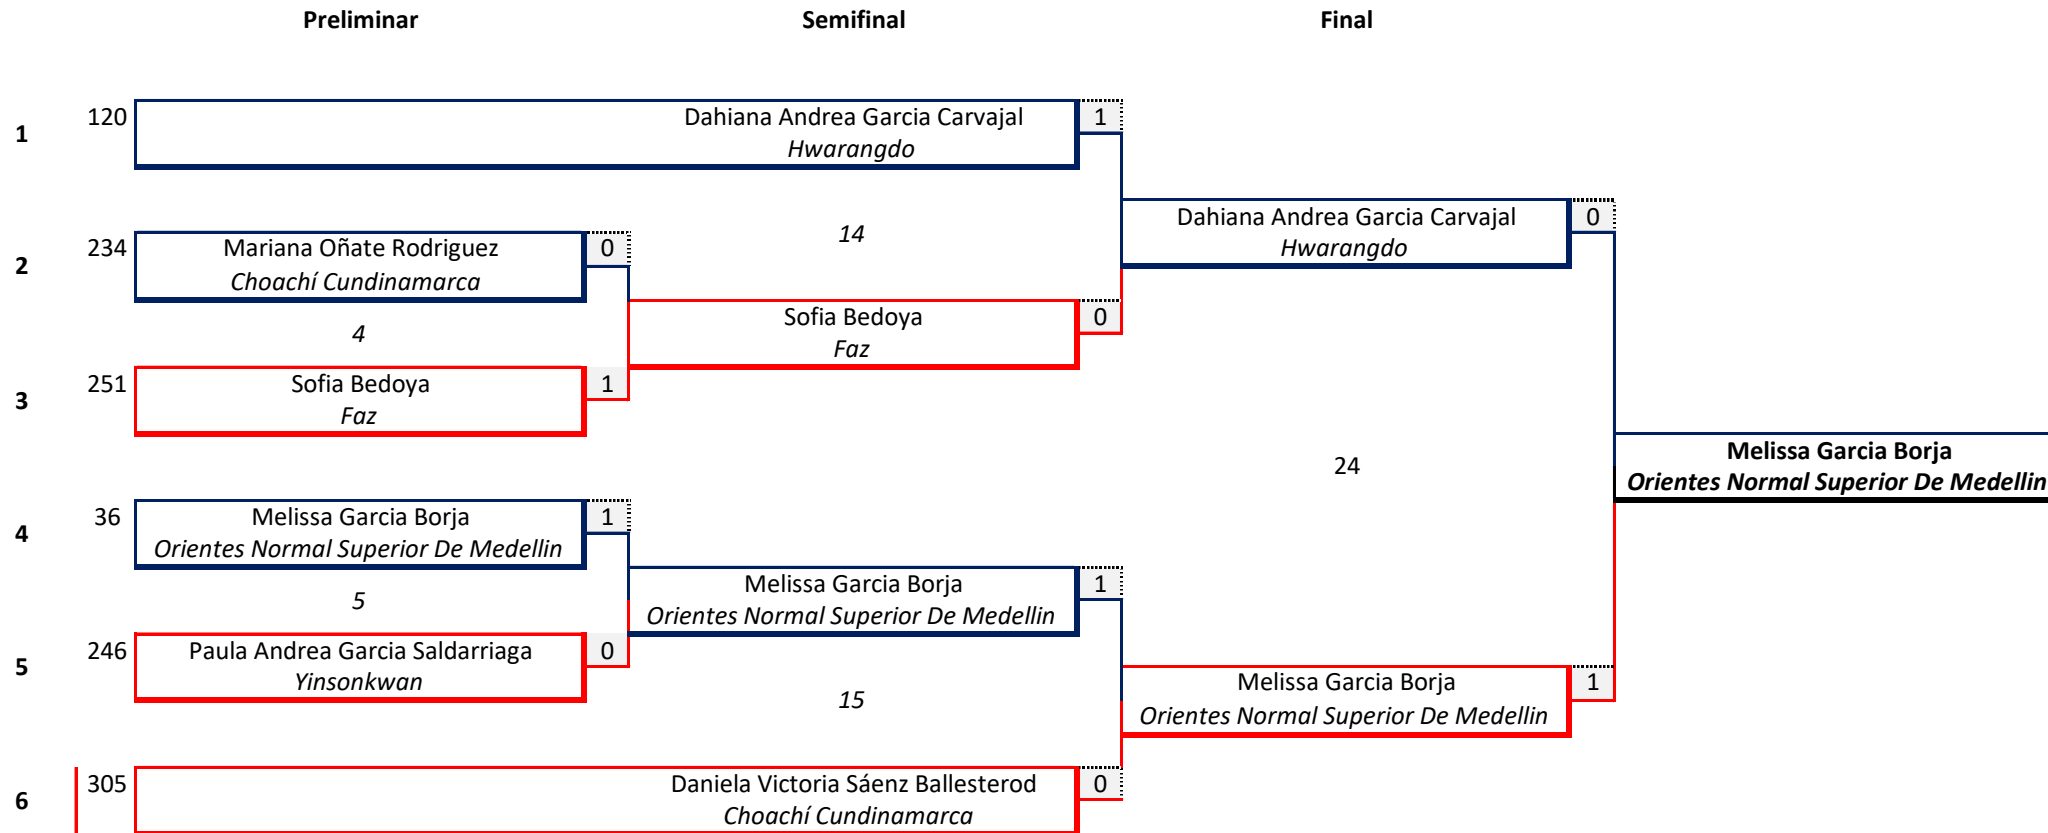 Preliminar Semifinal Final
120 Dahiana Andrea Garcia Carvajal 1
1 Hwarangdo
Dahiana Andrea Garcia Carvajal 0
234 Mariana Oñate Rodriguez 0 14 Hwarangdo
2 Choachí Cundinamarca
Sofia Bedoya 0
4 Faz
251 Sofia Bedoya 1
3 Faz
Melissa Garcia Borja
24 Orientes Normal Superior De Medellin
36 Melissa Garcia Borja 1
4 Orientes Normal Superior De Medellin
Melissa Garcia Borja 1
5 Orientes Normal Superior De Medellin
246 Paula Andrea Garcia Saldarriaga 0
5 Yinsonkwan Melissa Garcia Borja 1
15 Orientes Normal Superior De Medellin
305 Daniela Victoria Sáenz Ballesterod 0
6 Choachí Cundinamarca